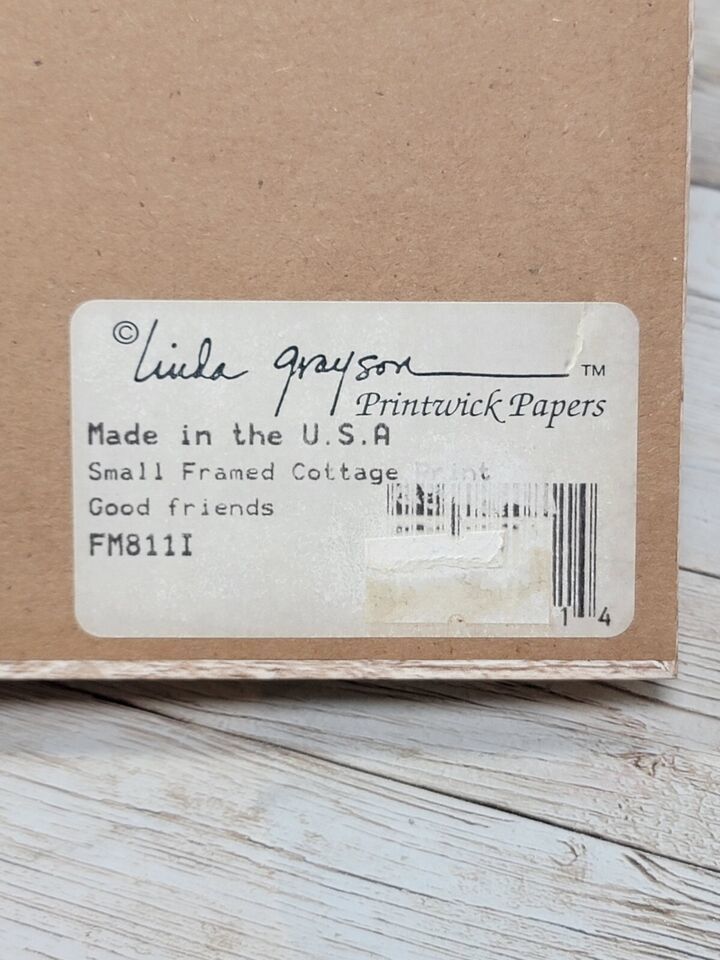 © Linda Grayson ™
Printwick Papers
Made in the U.S.A
Small Framed Cottage Print
Good friends
FM811I
1 4